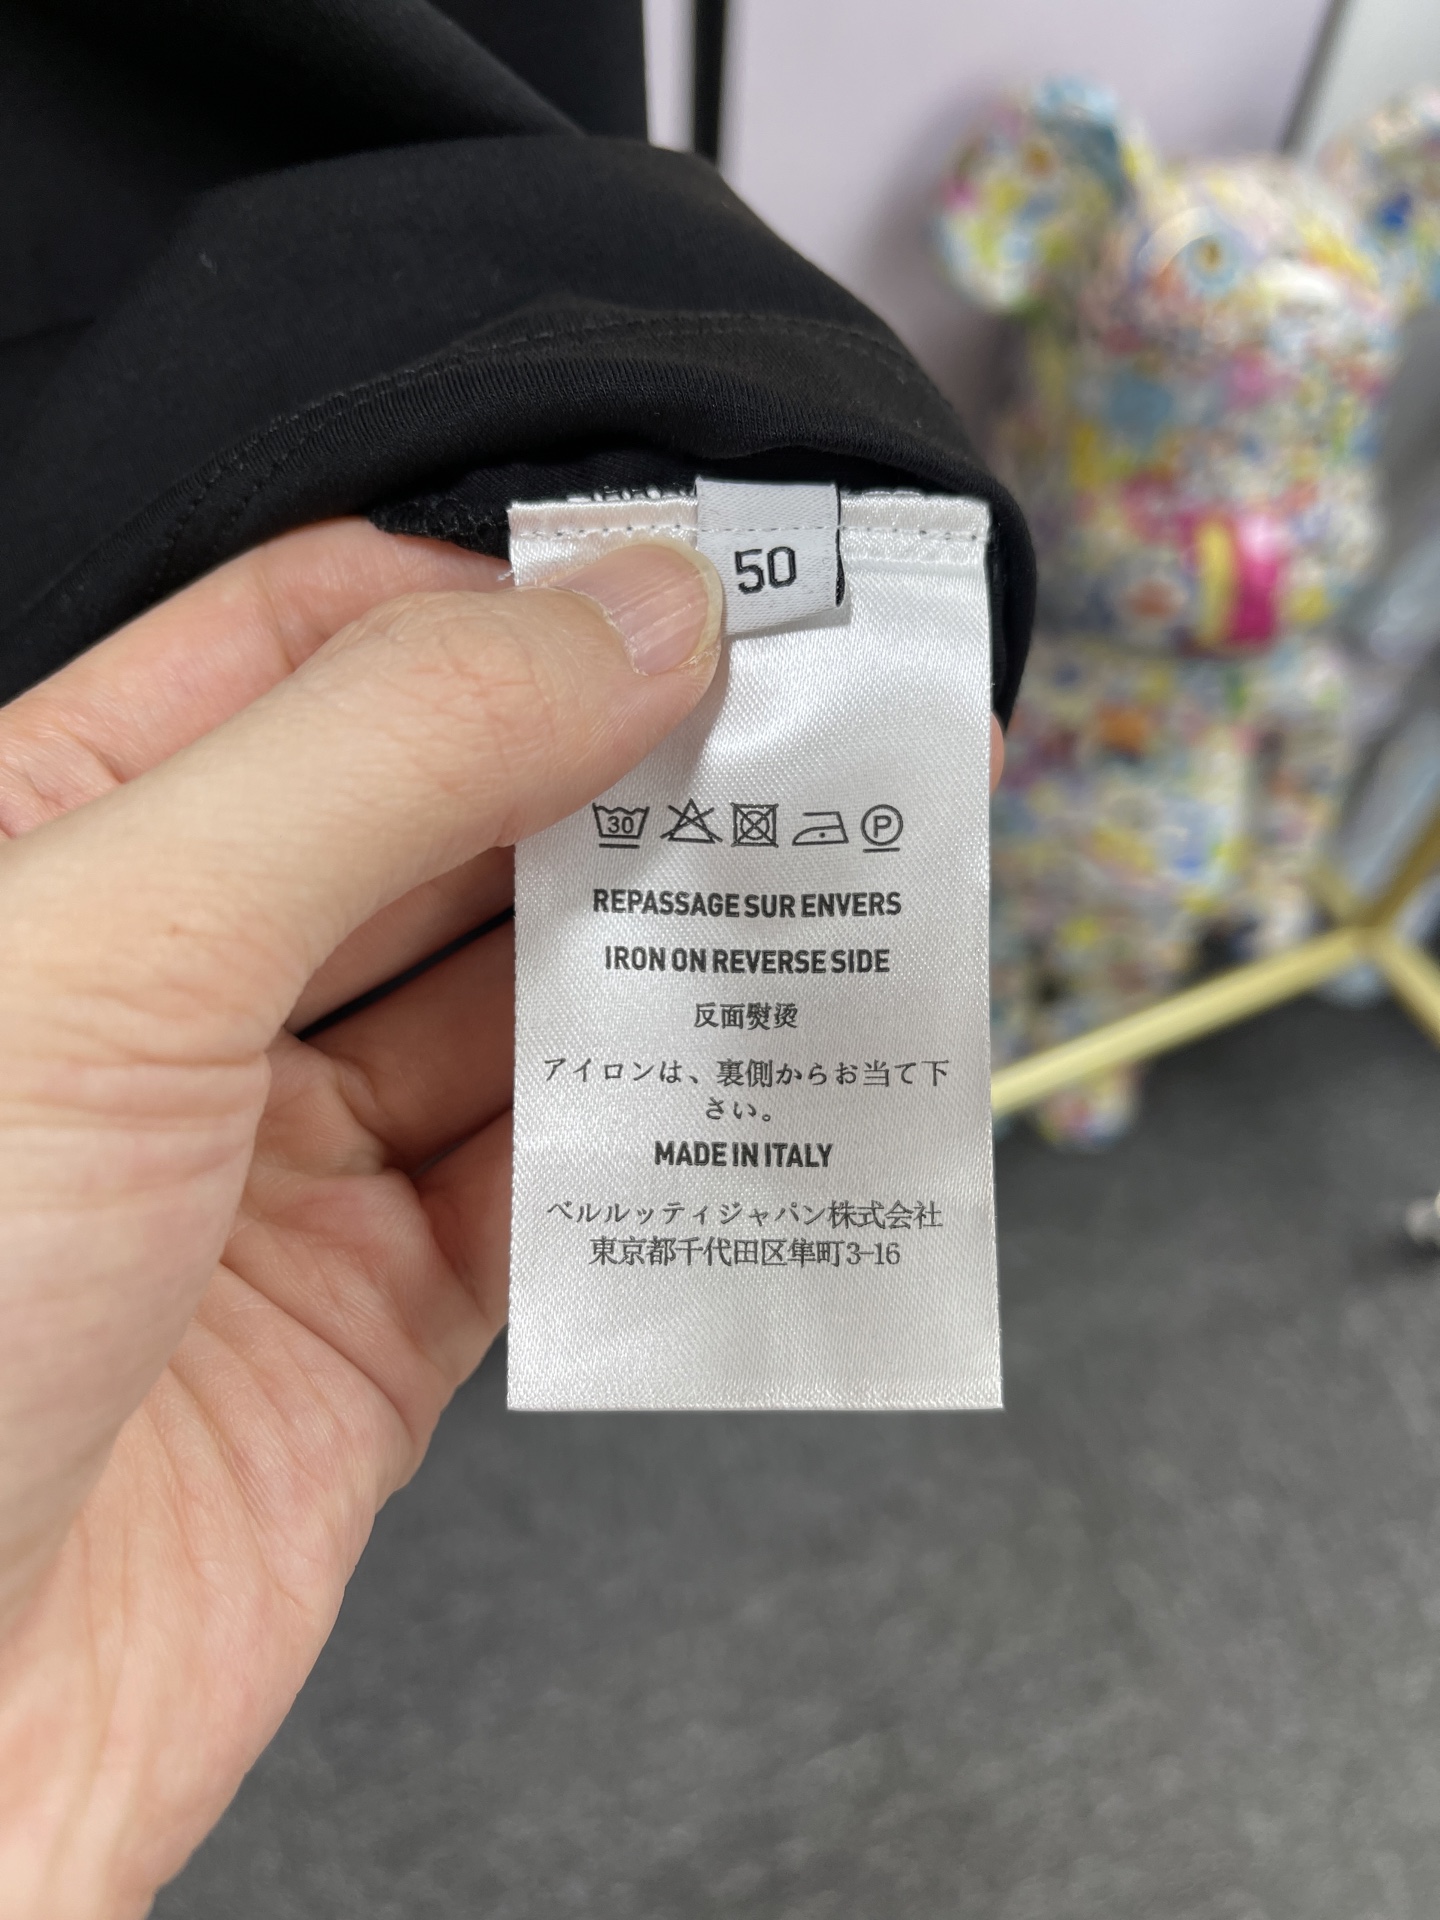 50
30
P
REPASSAGE SUR ENVERS
IRON ON REVERSE SIDE
反面熨烫
アイロンは、裏側からお当て下
さい。
MADE IN ITALY
ベルルッティジャパン株式会社
東京都千代田区隼町3-16